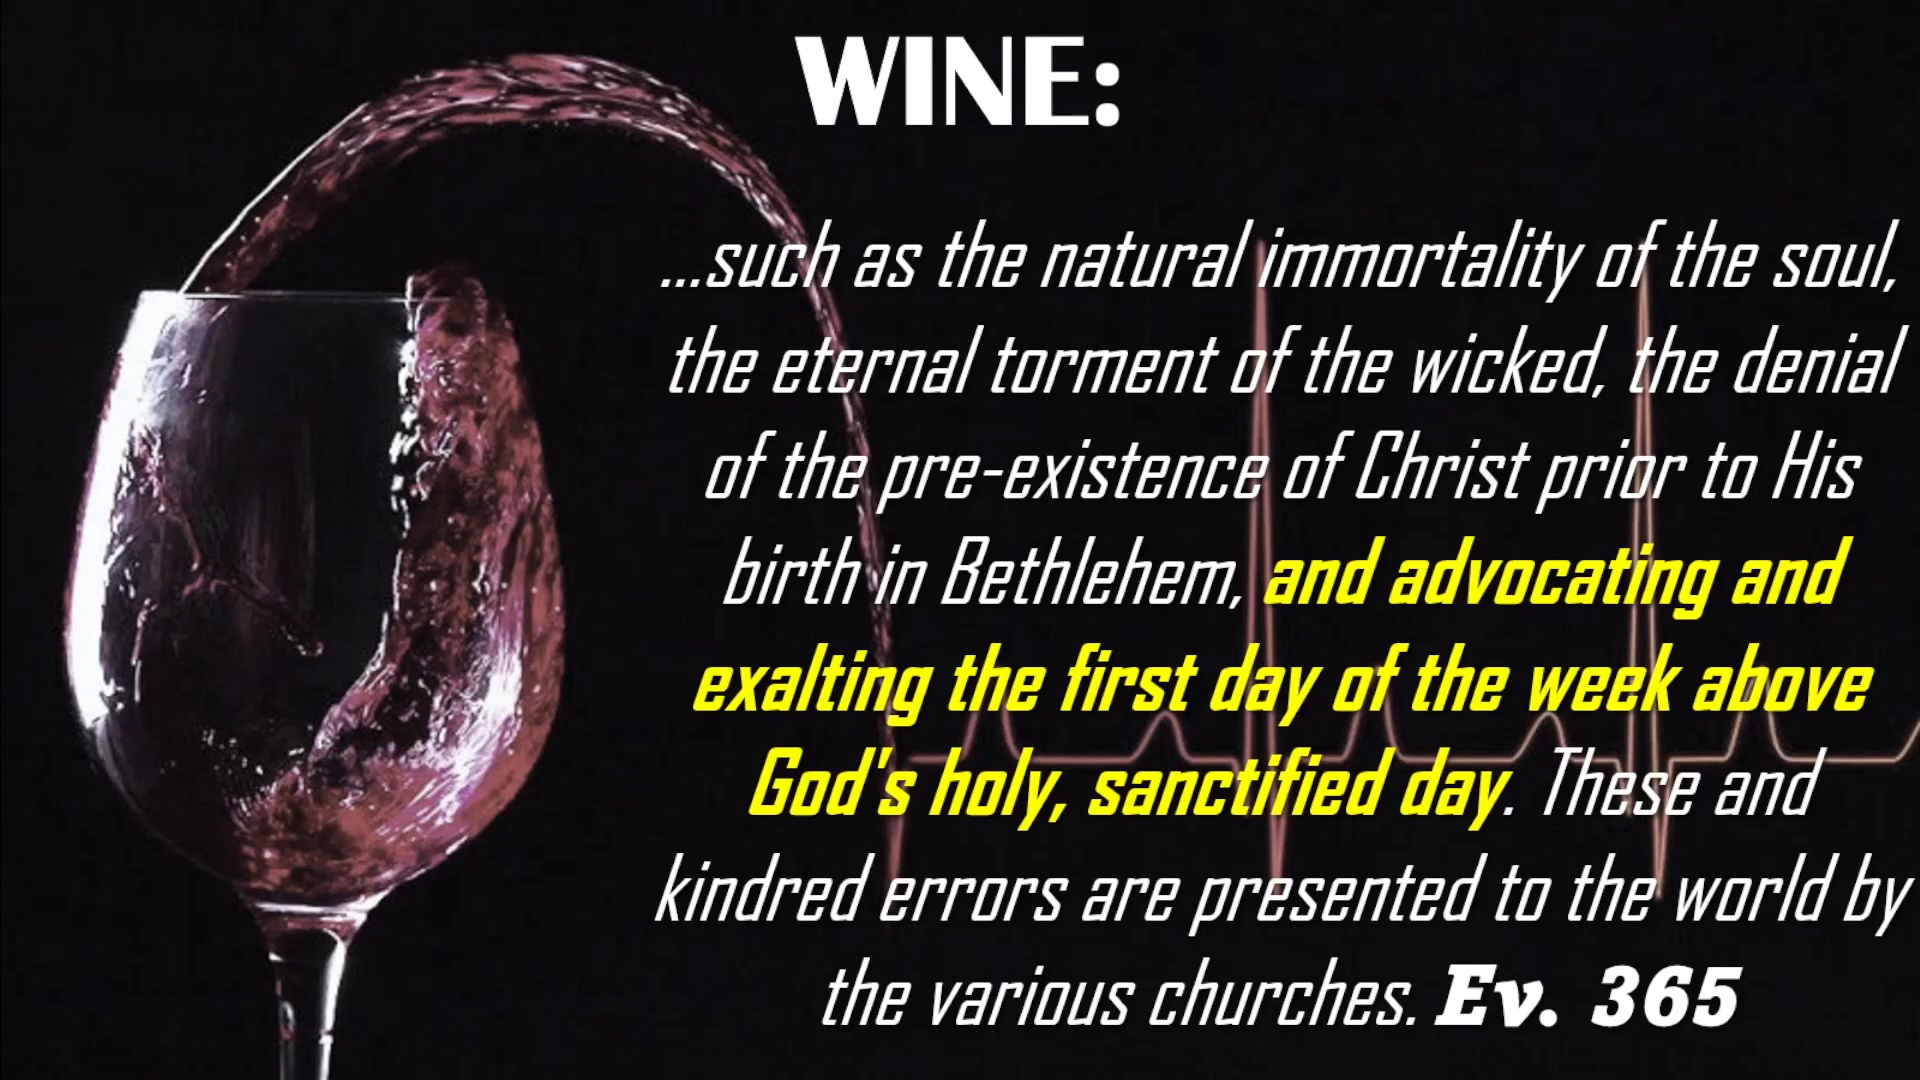 WINE:
...such as the natural immortality of the soul,
the eternal torment of the wicked, the denial
of the pre-existence of Christ prior to His
birth in Bethlehem, and advocating and
exalting the first day of the week above
God's holy, sanctified day. These and
kindred errors are presented to the world by
the various churches. Ev. 365